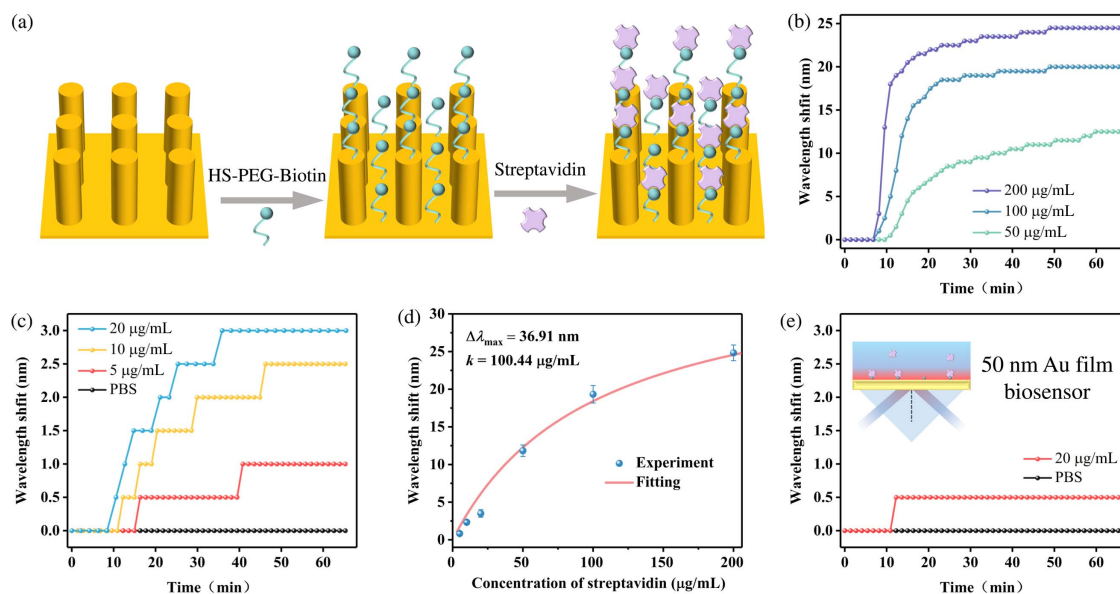 (a)
HS-PEG-Biotin
Streptavidin
(b)
Wavelength shfit (nm)
25
20
15
10
5
0
200 μg/mL
100 μg/mL
50 μg/mL
0 10 20 30 40 50 60
Time (min)
(c)
Wavelength shfit (nm)
3.0
2.5
2.0
1.5
1.0
0.5
0.0
20 μg/mL
10 μg/mL
5 μg/mL
PBS
0 10 20 30 40 50 60
Time (min)
(d)
Wavelength shfit (nm)
30
25
20
15
10
5
0
Δλmax = 36.91 nm
k = 100.44 μg/mL
Experiment
Fitting
50 100 150 200
Concentration of streptavidin (μg/mL)
(e)
Wavelength shfit (nm)
3.0
2.5
2.0
1.5
1.0
0.5
0.0
50 nm Au film
biosensor
20 μg/mL
PBS
0 10 20 30 40 50 60
Time (min)